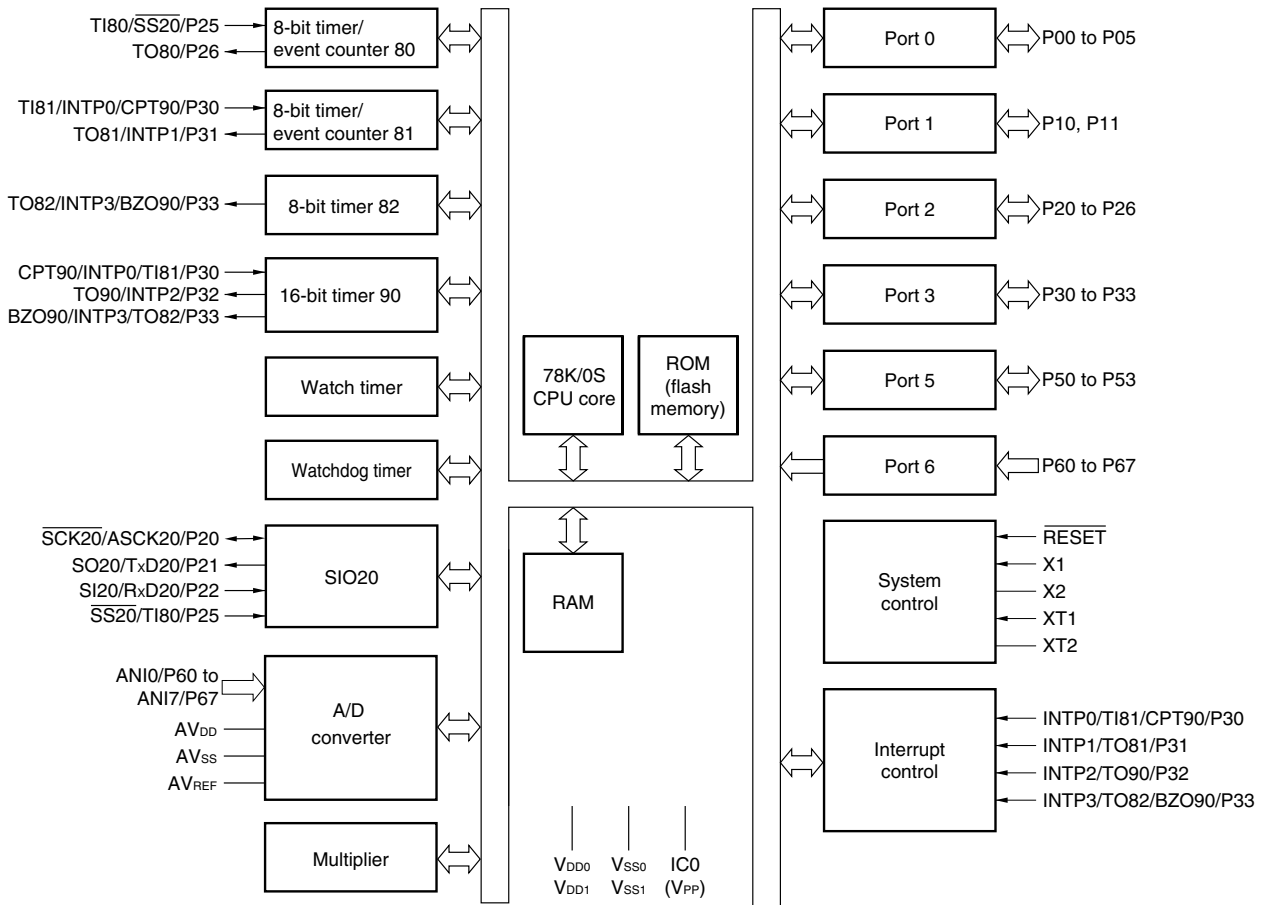 TI80/SS20/P25
TO80/P26
8-bit timer/
event counter 80
TI81/INTP0/CPT90/P30
TO81/INTP1/P31
8-bit timer/
event counter 81
TO82/INTP3/BZO90/P33
8-bit timer 82
CPT90/INTP0/TI81/P30
TO90/INTP2/P32
BZO90/INTP3/TO82/P33
16-bit timer 90
Watch timer
Watchdog timer
SCK20/ASCK20/P20
SO20/TxD20/P21
SI20/RxD20/P22
SS20/TI80/P25
SIO20
ANI0/P60 to
ANI7/P67
AVDD
AVSS
AVREF
A/D
converter
Multiplier
78K/0S
CPU core
ROM
(flash
memory)
RAM
VDD0
VDD1
VSS0
VSS1
IC0
(VPP)
Port 0
P00 to P05
Port 1
P10, P11
Port 2
P20 to P26
Port 3
P30 to P33
Port 5
P50 to P53
Port 6
P60 to P67
System
control
RESET
X1
X2
XT1
XT2
Interrupt
control
INTP0/TI81/CPT90/P30
INTP1/TO81/P31
INTP2/TO90/P32
INTP3/TO82/BZO90/P33